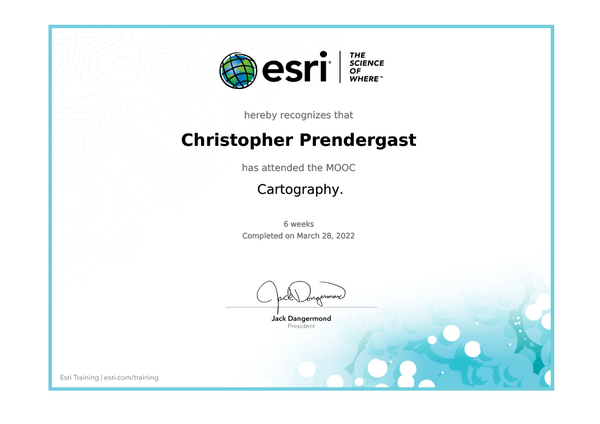 esri
THE
SCIENCE
OF
WHERE™
hereby recognizes that
Christopher Prendergast
has attended the MOOC
Cartography.
6 weeks
Completed on March 28, 2022
Jack Dangermond
Jack Dangermond
President
Esri Training | esri.com/training